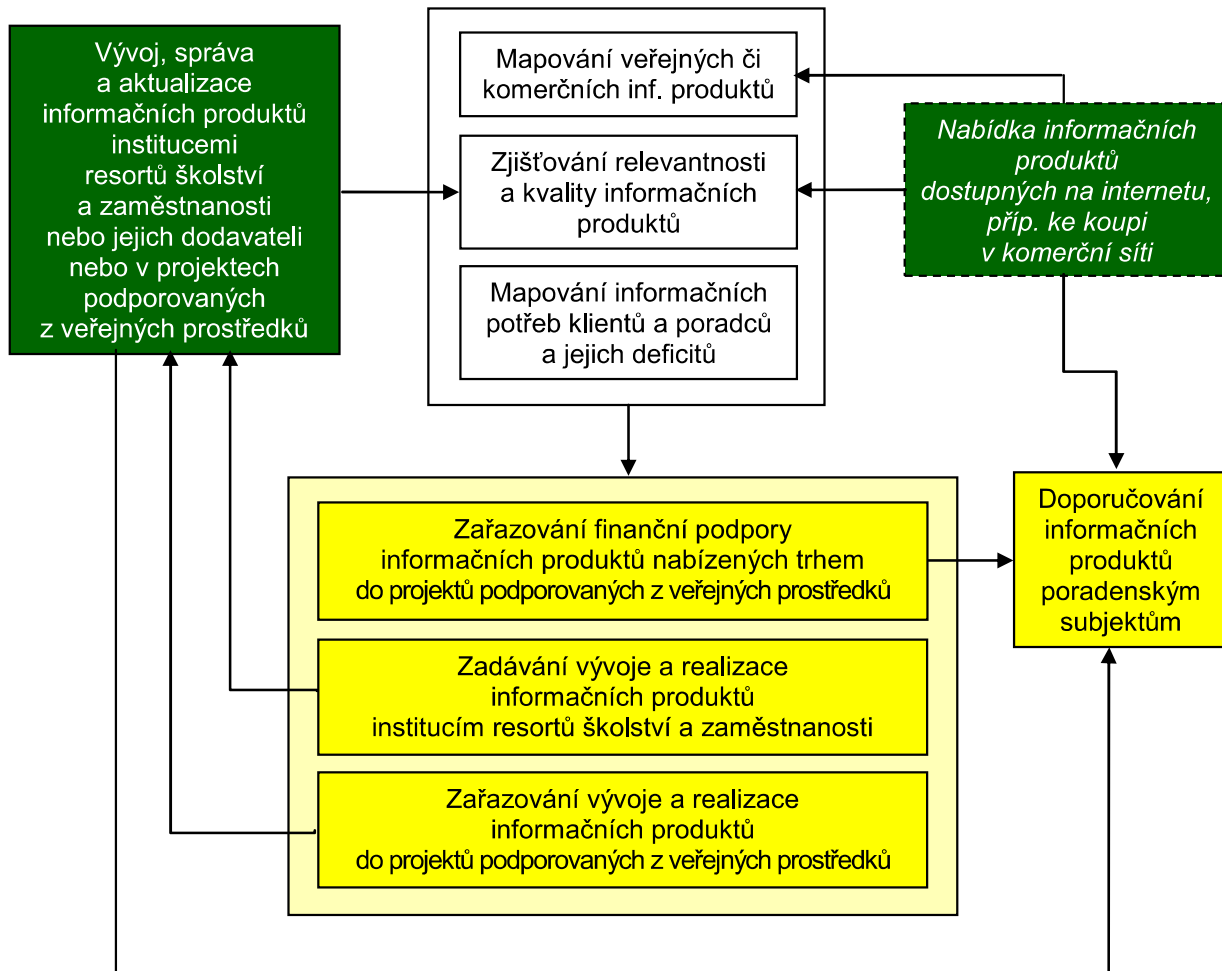 Vývoj, správa
a aktualizace
informačních produktů
institucemi
resortů školství
a zaměstnanosti
nebo jejich dodavateli
nebo v projektech
podporovaných
z veřejných prostředků
Mapování veřejných či
komerčních inf. produktů
Zjišťování relevantnosti
a kvality informačních
produktů
Mapování informačních
potřeb klientů a poradců
a jejich deficitů
Nabídka informačních
produktů
dostupných na internetu,
příp. ke koupi
v komerční síti
Zařazování finanční podpory
informačních produktů nabízených trhem
do projektů podporovaných z veřejných prostředků
Zadávání vývoje a realizace
informačních produktů
institucím resortů školství a zaměstnanosti
Zařazování vývoje a realizace
informačních produktů
do projektů podporovaných z veřejných prostředků
Doporučování
informačních
produktů
poradenským
subjektům